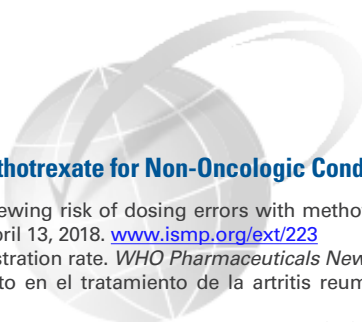 thotrexate for Non-Oncologic Cond
ewing risk of dosing errors with metho
oril 13, 2018. www.ismp.org/ext/223
stration rate. WHO Pharmaceuticals New
to en el tratamiento de la artritis reum